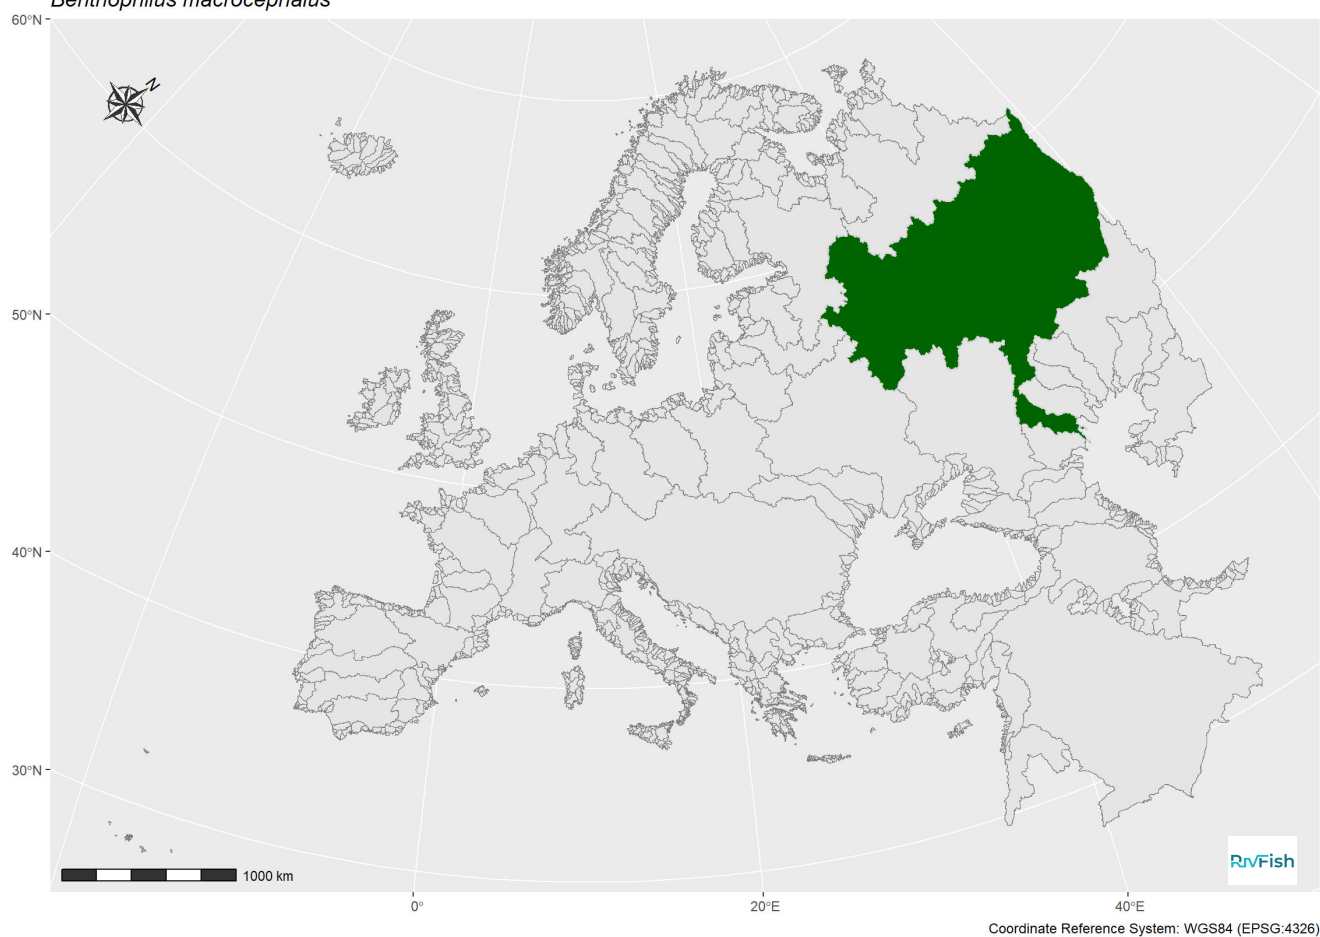 Benthophilus macrocephalus
60°N
N
50°N
40°N
30°N
1000 km
RIVFish
0°
20°E
40°E
Coordinate Reference System: WGS84 (EPSG:4326)